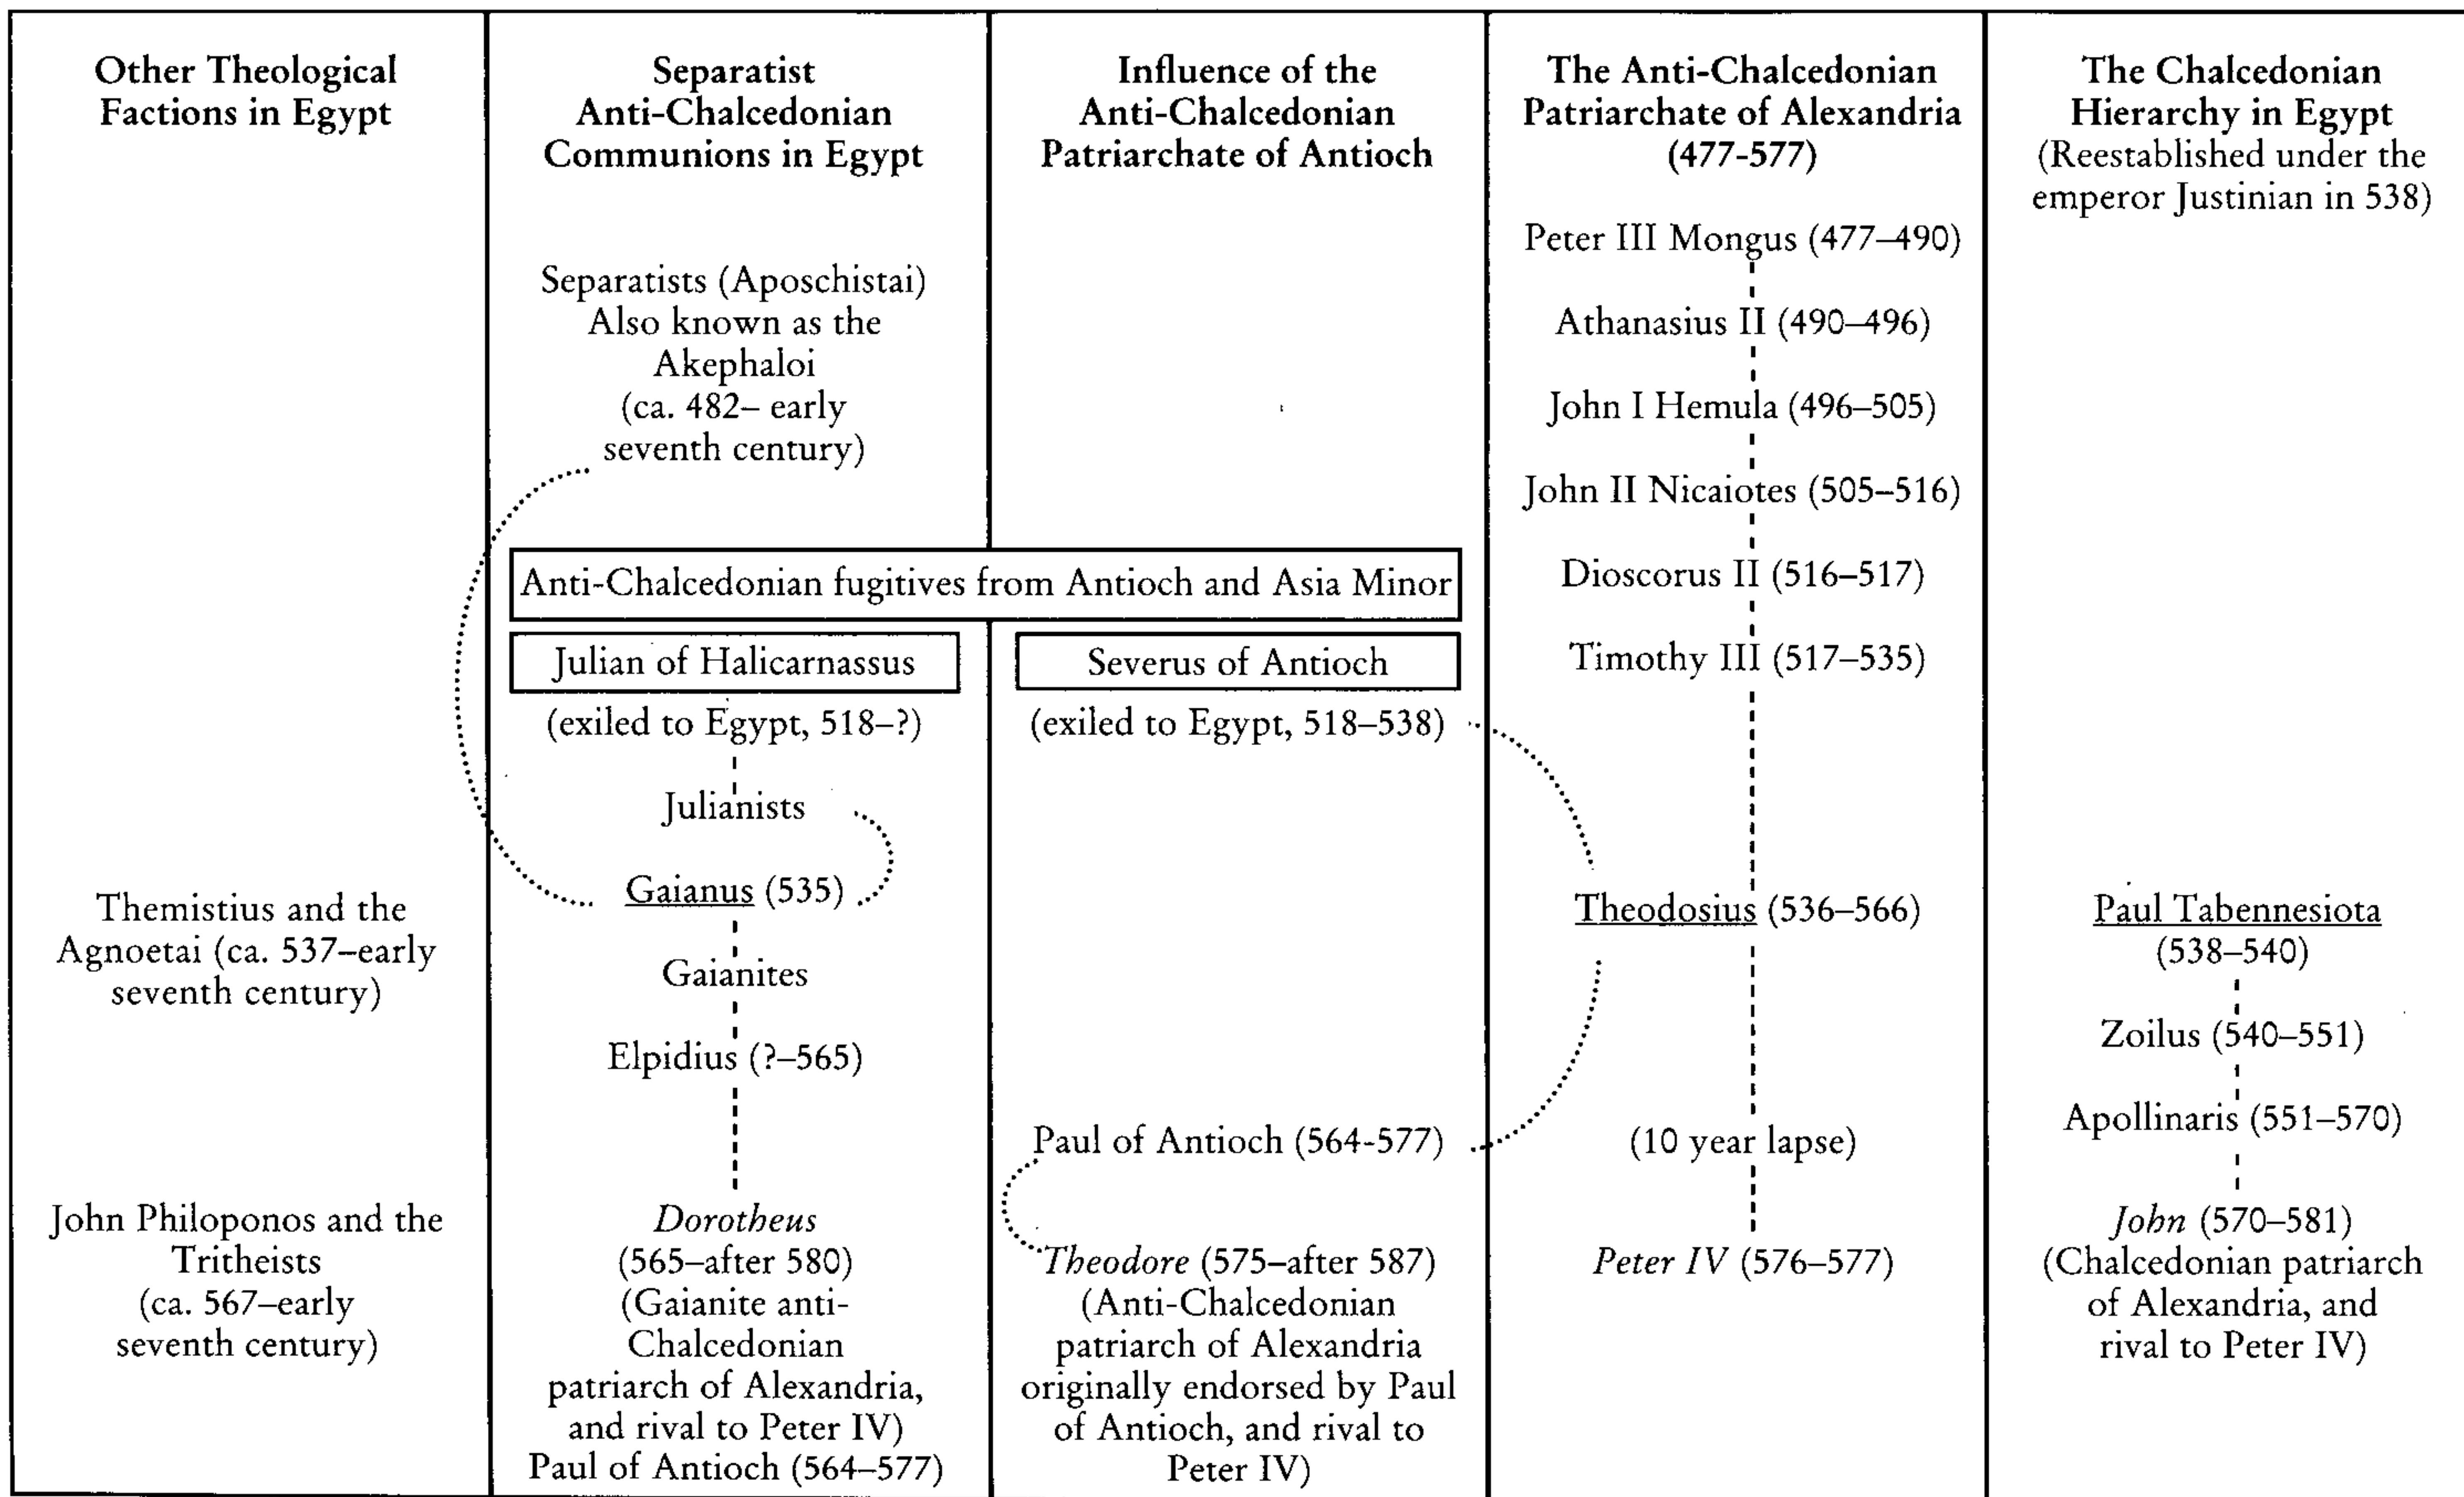 Other Theological
Factions in Egypt
Themistius and the
Agnoetai (ca. 537–early
seventh century)
John Philoponos and the
Tritheists
(ca. 567–early
seventh century)
Separatist
Anti-Chalcedonian
Communions in Egypt
Separatists (Aposchistai)
Also known as the
Akephaloi
(ca. 482– early
seventh century)
Anti-Chalcedonian fugitives from Antioch and Asia Minor
Julian of Halicarnassus
(exiled to Egypt, 518–?)
Julianists
Gaianus (535)
Gaianites
Elpidius (?–565)
Dorotheus
(565–after 580)
(Gaianite anti-
Chalcedonian
patriarch of Alexandria,
and rival to Peter IV)
Paul of Antioch (564–577)
Influence of the
Anti-Chalcedonian
Patriarchate of Antioch
Severus of Antioch
(exiled to Egypt, 518–538)
Paul of Antioch (564-577)
Theodore (575–after 587)
(Anti-Chalcedonian
patriarch of Alexandria
originally endorsed by Paul
of Antioch, and rival to
Peter IV)
The Anti-Chalcedonian
Patriarchate of Alexandria
(477-577)
Peter III Mongus (477–490)
Athanasius II (490–496)
John I Hemula (496–505)
John II Nicaiotes (505–516)
Dioscorus II (516–517)
Timothy III (517–535)
Theodosius (536–566)
(10 year lapse)
Peter IV (576–577)
The Chalcedonian
Hierarchy in Egypt
(Reestablished under the
emperor Justinian in 538)
Paul Tabennesiota
(538–540)
Zoilus (540–551)
Apollinaris (551–570)
John (570–581)
(Chalcedonian patriarch
of Alexandria, and
rival to Peter IV)